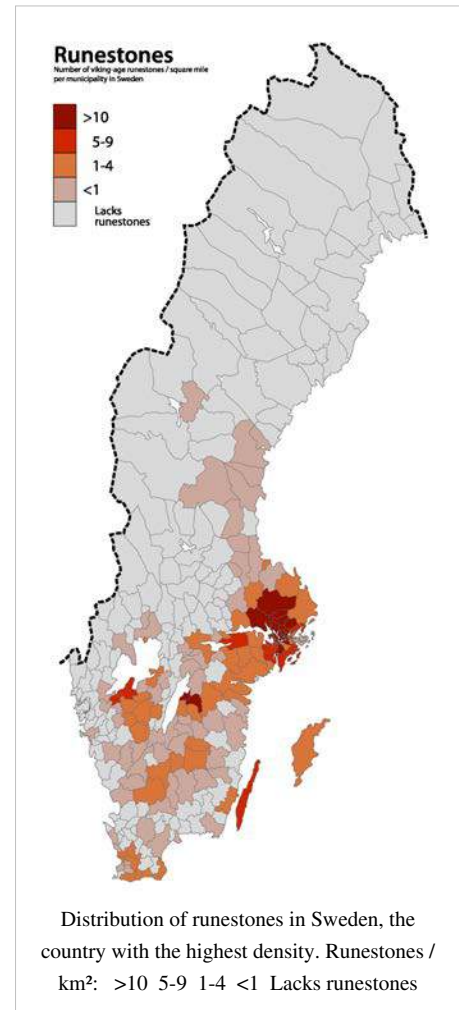 Runestones
Number of viking-age runestones / square mile
per municipality in Sweden
>10
5-9
1-4
<1
Lacks
runestones
Distribution of runestones in Sweden, the
country with the highest density. Runestones /
km²: >10 5-9 1-4 <1 Lacks runestones